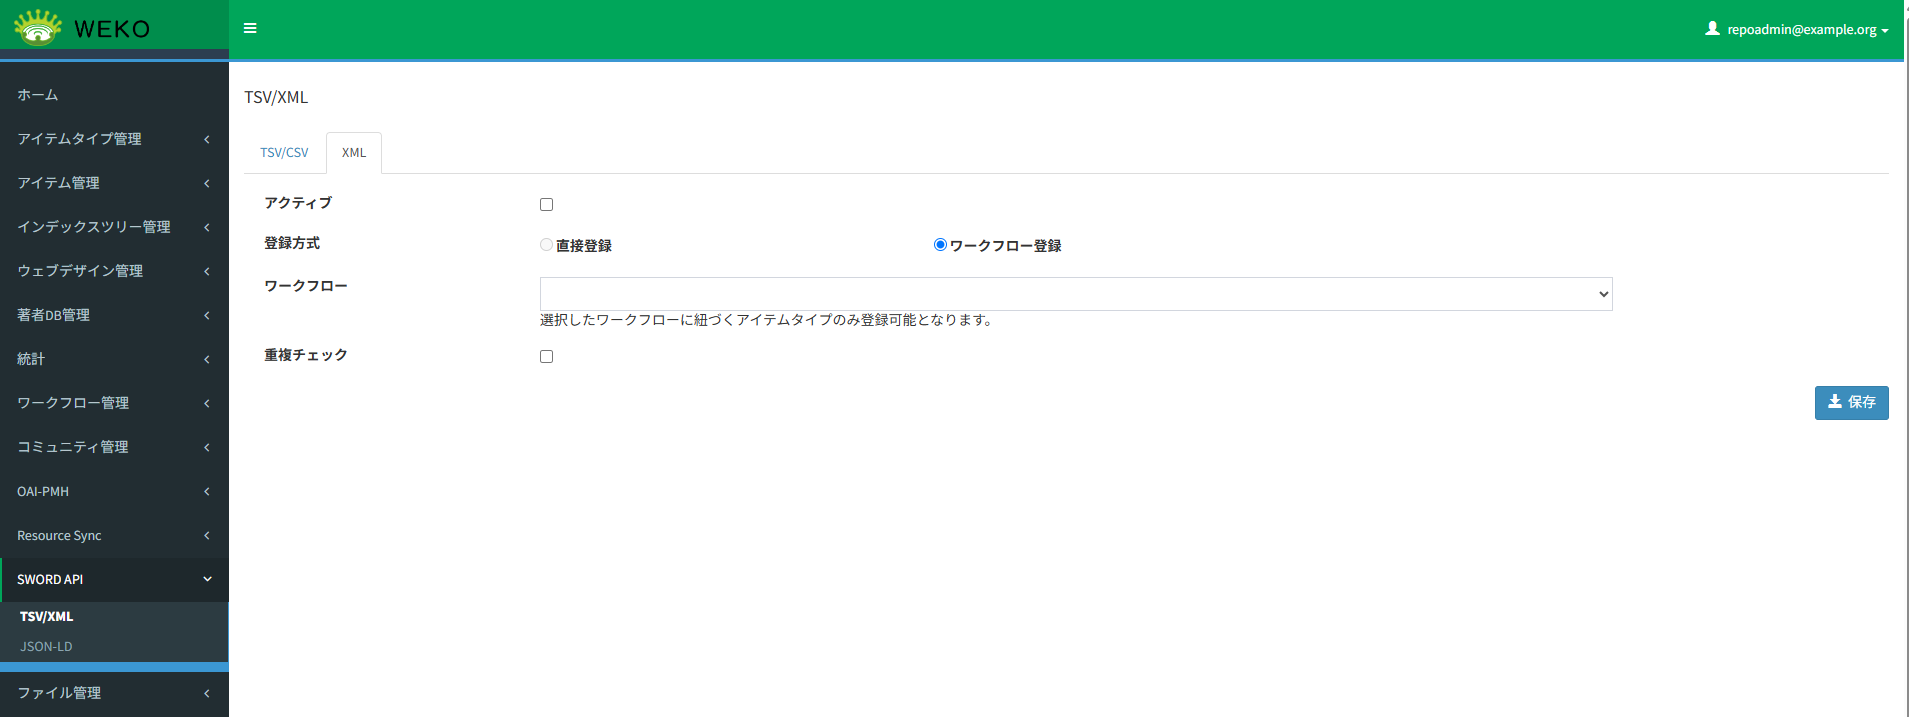 WEKO
repoadmin@example.org
ホーム
アイテムタイプ管理
アイテム管理
インデックスツリー管理
ウェブデザイン管理
著者DB管理
統計
ワークフロー管理
コミュニティ管理
OAI-PMH
Resource Sync
SWORD API
TSV/XML
JSON-LD
ファイル管理
TSV/XML
TSV/CSV XML
アクティブ
登録方式 直接登録 ワークフロー登録
ワークフロー
選択したワークフローに紐づくアイテムタイプのみ登録可能となります。
重複チェック
保存